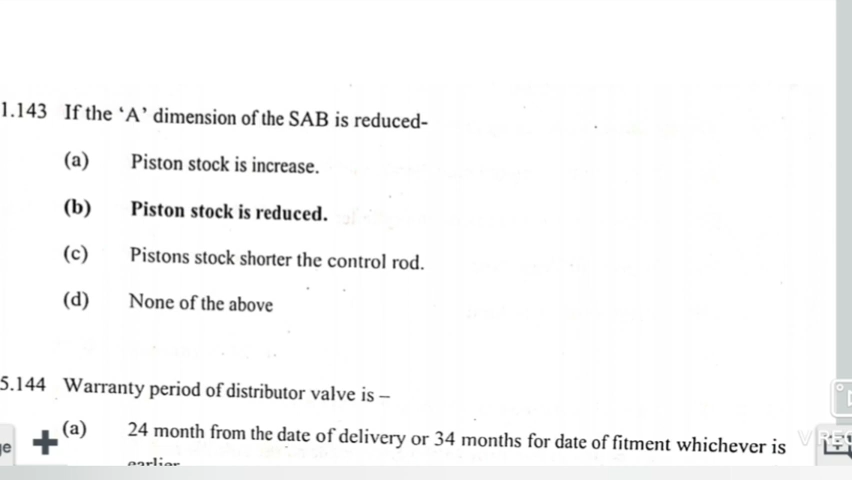 1.143 If the ‘A’ dimension of the SAB is reduced-
(a) Piston stock is increase.
(b) Piston stock is reduced.
(c) Pistons stock shorter the control rod.
(d) None of the above
5.144 Warranty period of distributor valve is –
(a) 24 month from the date of delivery or 34 months for date of fitment whichever is
earlier